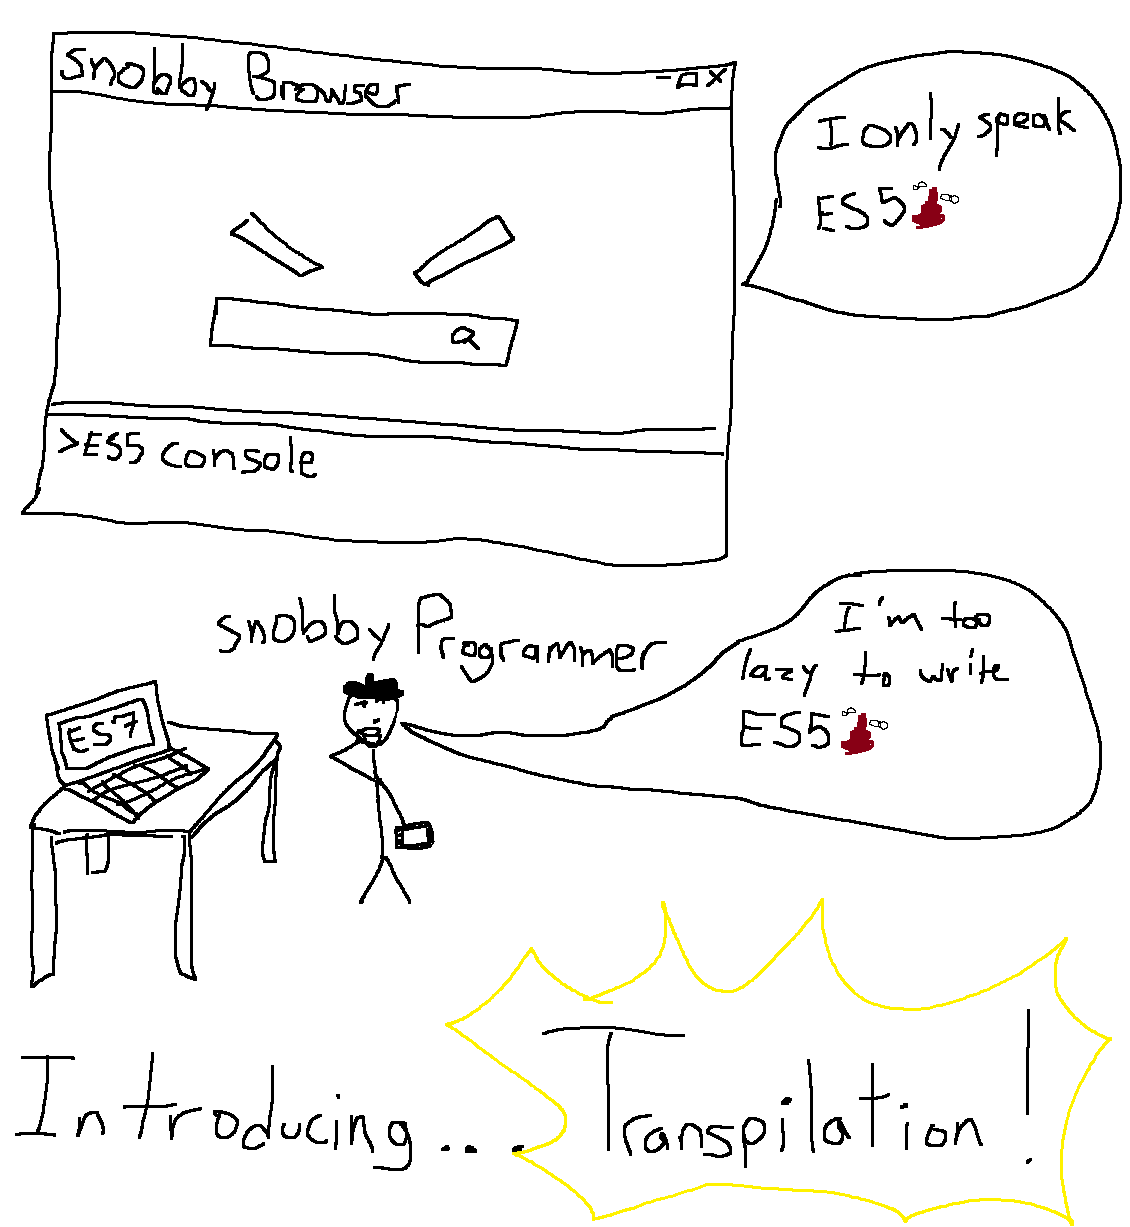 Snobby Browser
I only speak
ES5
>ES5 console
Snobby Programmer
I'm too
lazy to write
ES5
ES7
Introducing... Transpilation!